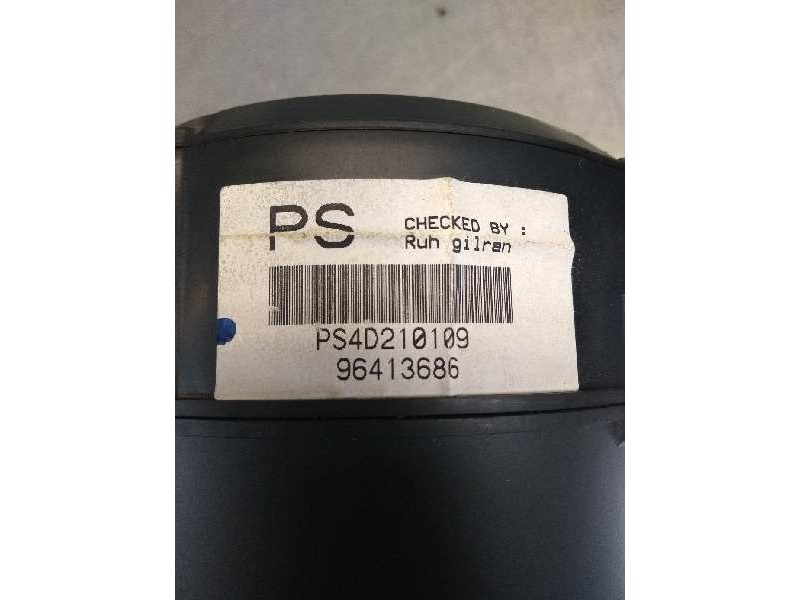 PS
CHECKED BY :
Ruh gilran
PS4D210109
96413686